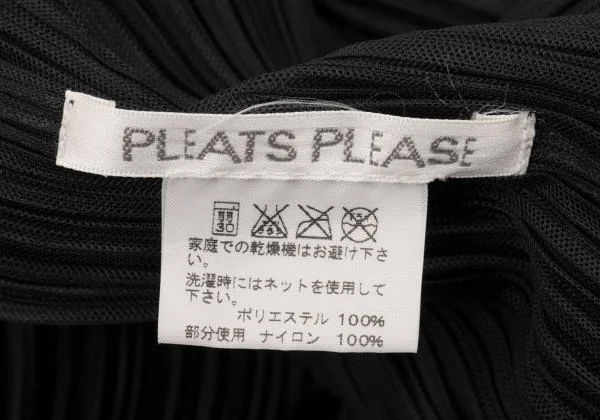 PLEATS PLEASE
30
家庭での乾燥機はお避け下さ
い。
洗濯時にはネットを使用して
下さい。
ポリエステル 100%
部分使用 ナイロン 100%